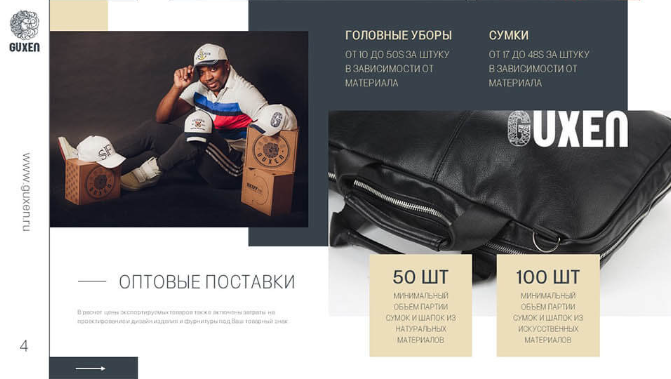 GUXEN
ГОЛОВНЫЕ УБОРЫ
ОТ 10 ДО 50$ ЗА ШТУКУ
В ЗАВИСИМОСТИ ОТ
МАТЕРИАЛА
СУМКИ
ОТ 17 ДО 48$ ЗА ШТУКУ
В ЗАВИСИМОСТИ ОТ
МАТЕРИАЛА
GUXEN
www.guxen.ru
ОПТОВЫЕ ПОСТАВКИ
В расчет цены экспортируемых товаров также включены затраты на
проектирование и дизайн изделия и фурнитуры под Ваш товарный знак.
50 ШТ
МИНИМАЛЬНЫЙ
ОБЪЁМ ПАРТИИ
СУМОК И ШАПОК ИЗ
НАТУРАЛЬНЫХ
МАТЕРИАЛОВ
100 ШТ
МИНИМАЛЬНЫЙ
ОБЪЁМ ПАРТИИ
СУМОК И ШАПОК ИЗ
ИСКУССТВЕННЫХ
МАТЕРИАЛОВ
4